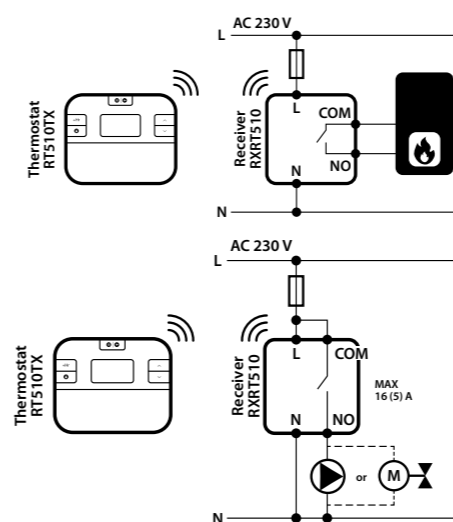 AC 230 V
L
Thermostat
RT510TX
Receiver
RXRT510
L
COM
NO
N
N
AC 230 V
L
Thermostat
RT510TX
Receiver
RXRT510
L
COM
MAX
16 (5) A
N
NO
or
M
N